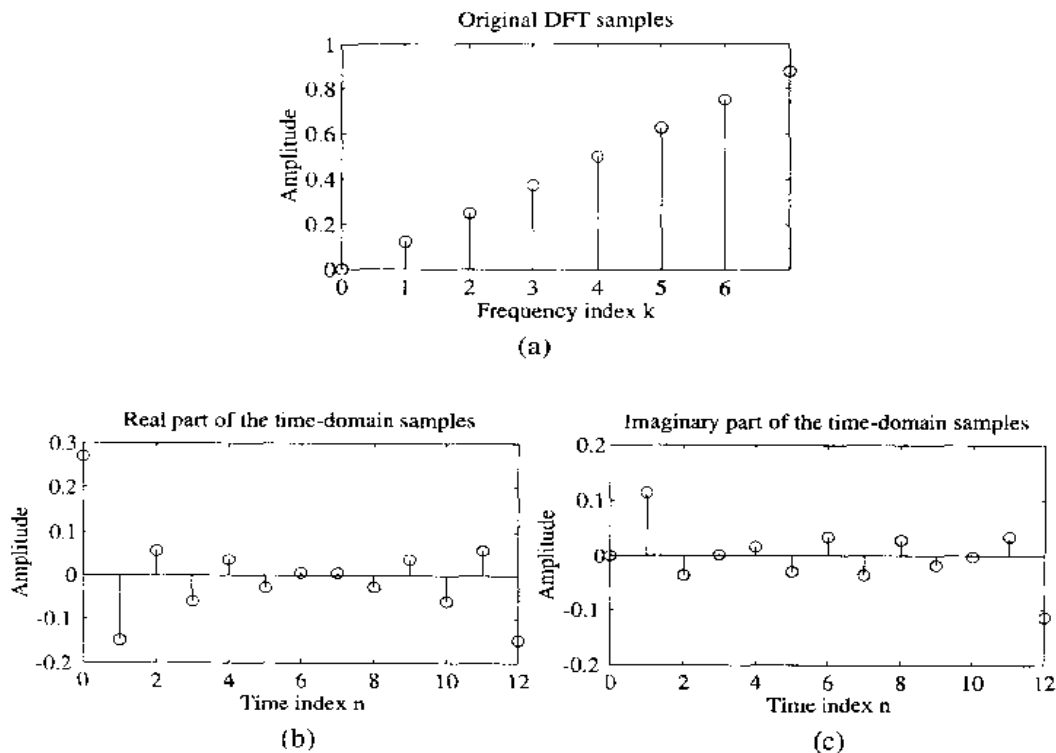 Original DFT samples
1
0.8
0.6
0.4
0.2
0
Amplitude
0 1 2 3 4 5 6
Frequency index k
(a)
Real part of the time-domain samples
0.3
0.2
0.1
0
-0.1
-0.2
Amplitude
0 2 4 6 8 10 12
Time index n
(b)
Imaginary part of the time-domain samples
0.2
0.1
0
-0.1
-0.2
Amplitude
0 2 4 6 8 10 12
Time index n
(c)